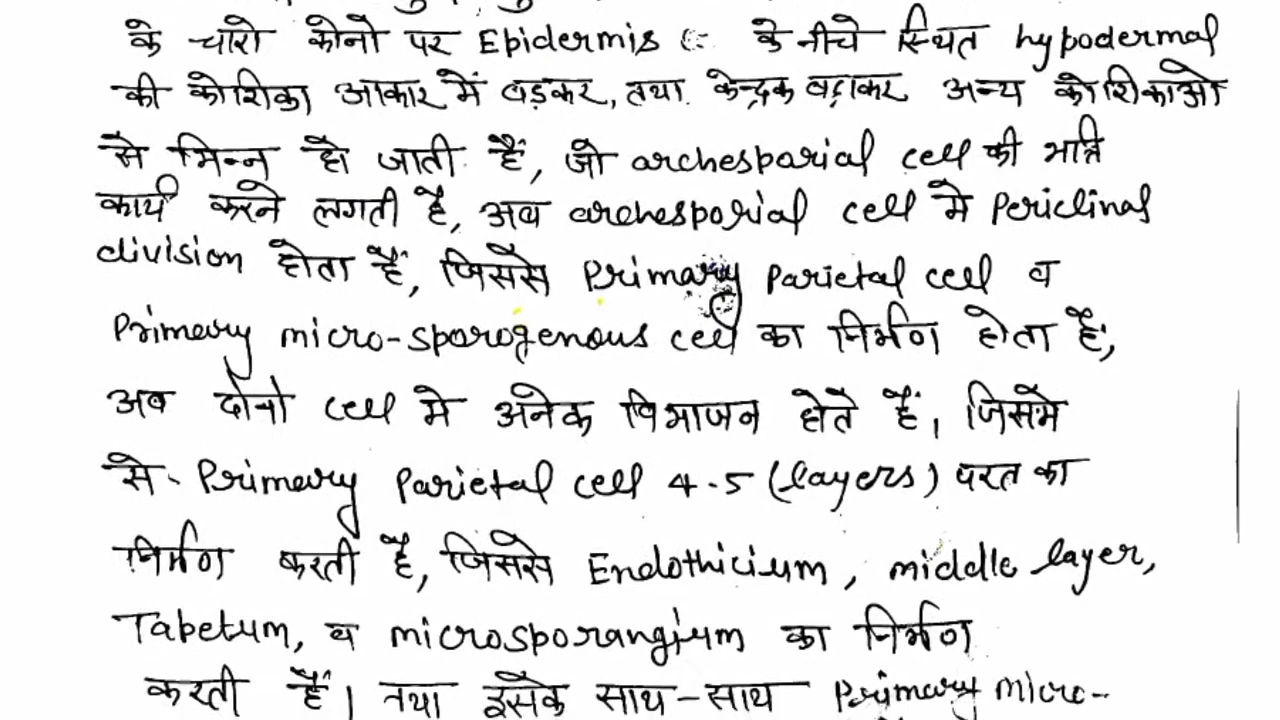 के चारो कोनो पर Epidermis के नीचे स्थित hypodermal
की कोशिका आकार में बड़कर, तथा केन्द्रक बढ़ाकर अन्य कोशिकाओ
से भिन्न हो जाती हैं, जो archesparial cell की भांति
कार्य करने लगती है, अब archesporial cell मे Periclinal
division होता हैं, जिससे Primary Parietal cell व
Primary micro-sporogenous cell का निर्माण होता है;
अब दोनो cell मे अनेक विभाजन होते हैं, जिसमे
से Primary Parietal cell 4-5 (layers) परत का
निर्माण करती है, जिससे Endothicium, middle layer,
Tapetum, व microsporangium का निर्माण
करती हैं। तथा इसके साथ-साथ Primary micro-